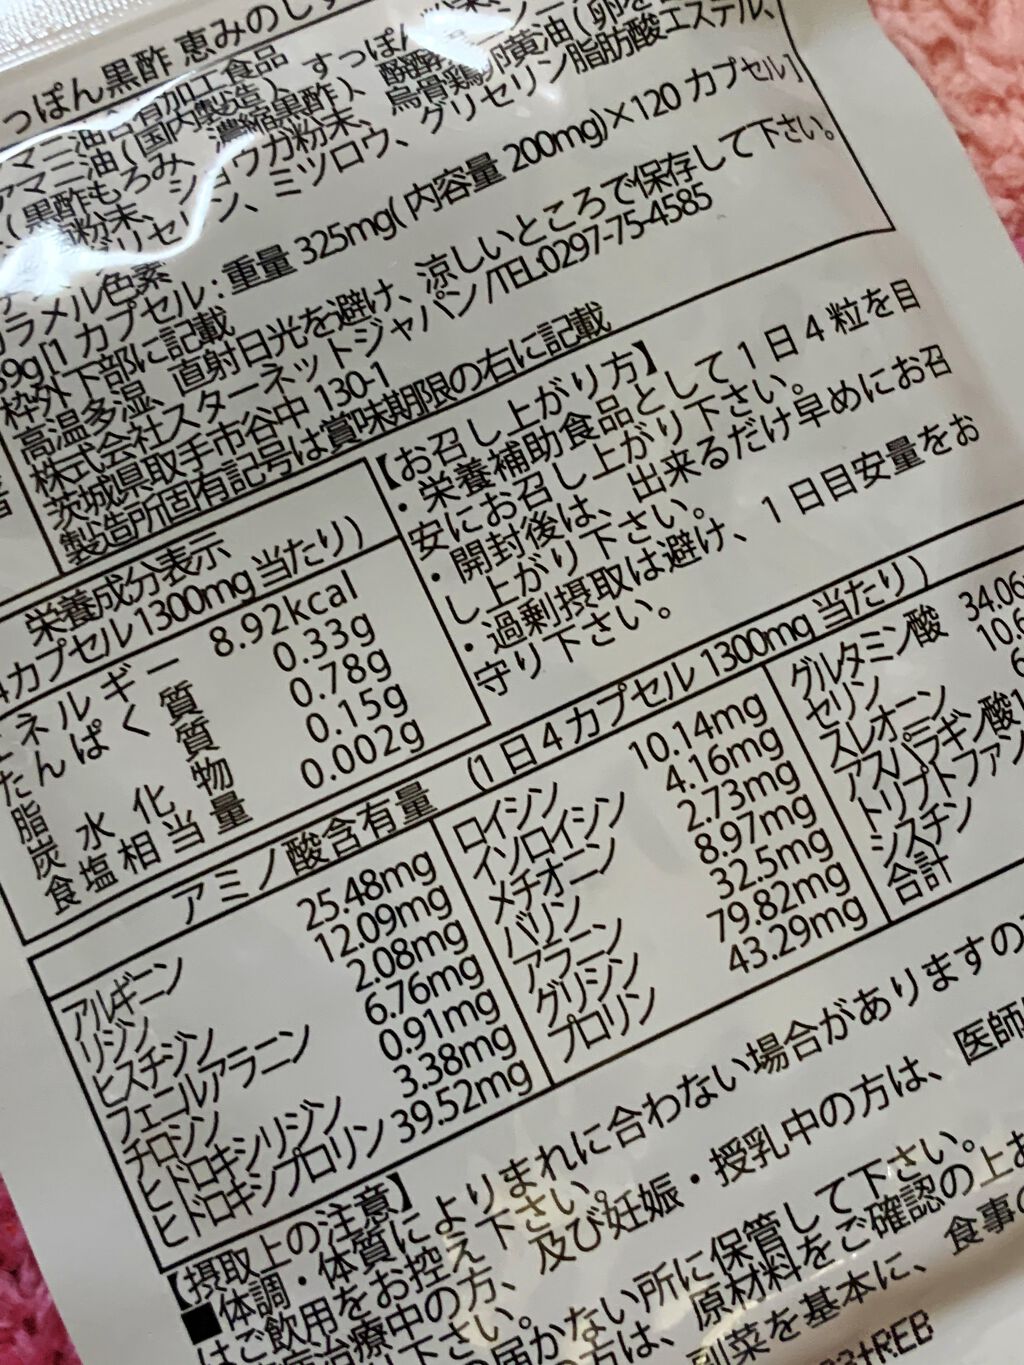 っぽん黒酢 恵みのし
マニ油含有加工食品
アマニ油(国内製造)、すっぽん
(黒酢もろみ、濃縮黒酢)、
粉末、ショウガ粉末、烏骨鶏卵黄油(卵を
グリセリン、ミツロウ、グリセリン脂肪酸エステル、
カラメル色素
39g[1カプセル:重量325mg(内容量200mg)×120カプセル]
枠外下部に記載
高温多湿、直射日光を避け、涼しいところで保存して下さい。
株式会社スターネットジャパン/TEL:0297-75-4585
茨城県取手市谷中130-1
製造所固有記号は賞味期限の右に記載
【お召し上がり方】
・栄養補助食品として1日4粒を目
安にお召し上がり下さい。
・開封後は、出来るだけ早めにお召
し上がり下さい。
・過剰摂取は避け、1日目安量をお
守り下さい。
栄養成分表示
4カプセル1300mg当たり)
エネルギー 8.92kcal
たんぱく質 0.33g
脂質 0.78g
炭水化物 0.15g
食塩相当量 0.002g
アミノ酸含有量 (1日4カプセル1300mg当たり)
アルギニン 25.48mg
リジン 12.09mg
ヒスチジン 2.08mg
フェニルアラニン 6.76mg
チロシン 0.91mg
ヒドロキシリジン 3.38mg
ヒドロキシプロリン 39.52mg
ロイシン 10.14mg
イソロイシン 4.16mg
メチオニン 2.73mg
バリン 8.97mg
アラニン 32.5mg
グリシン 79.82mg
プロリン 43.29mg
グルタミン酸 34.06
セリン 10.6
スレオニン 6
アスパラギン酸1
トリプトファン
シスチン
合計
【摂取上の注意】
■体調・体質によりまれに合わない場合がありますの
はご飲用をお控え下さい。
治療中の方、及び妊娠・授乳中の方は、医師
下さい。
届かない所に保管して下さい。
方は、原材料をご確認の上お
副菜を基本に、食事の
+REB